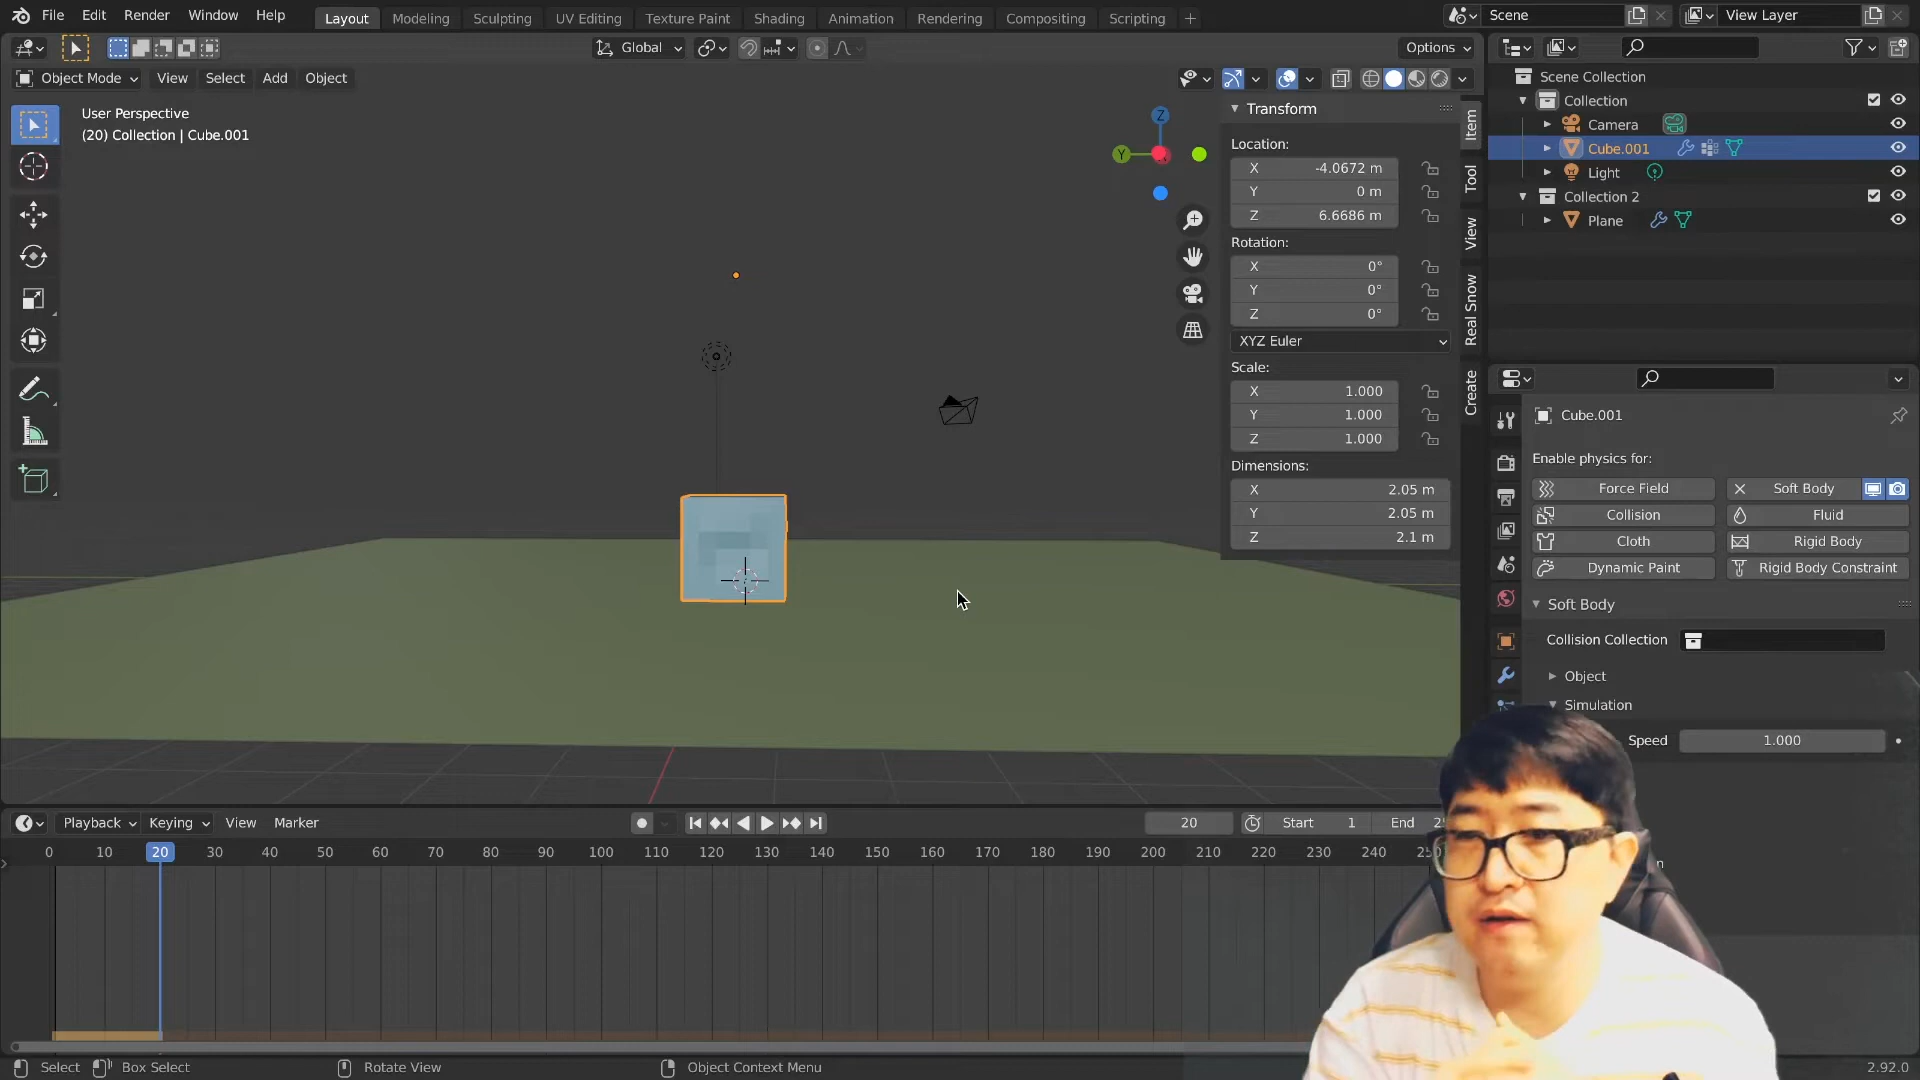 File Edit Render Window Help Layout Modeling Sculpting UV Editing Texture Paint Shading Animation Rendering Compositing Scripting Scene View Layer
Global Options
Object Mode View Select Add Object
User Perspective
(20) Collection | Cube.001
Z
Y
Transform
Location:
X -4.0672 m
Y 0 m
Z 6.6686 m
Rotation:
X 0°
Y 0°
Z 0°
XYZ Euler
Scale:
X 1.000
Y 1.000
Z 1.000
Dimensions:
X 2.05 m
Y 2.05 m
Z 2.1 m
Item
Tool
View
Real Snow
Create
Scene Collection
Collection
Camera
Cube.001
Light
Collection 2
Plane
Cube.001
Enable physics for:
Force Field Soft Body
Collision Fluid
Cloth Rigid Body
Dynamic Paint Rigid Body Constraint
Soft Body
Collision Collection
Object
Simulation
Speed 1.000
Playback Keying View Marker 20 Start 1 End
0 10 20 30 40 50 60 70 80 90 100 110 120 130 140 150 160 170 180 190 200 210 220 230 240
Select Box Select Rotate View Object Context Menu 2.92.0